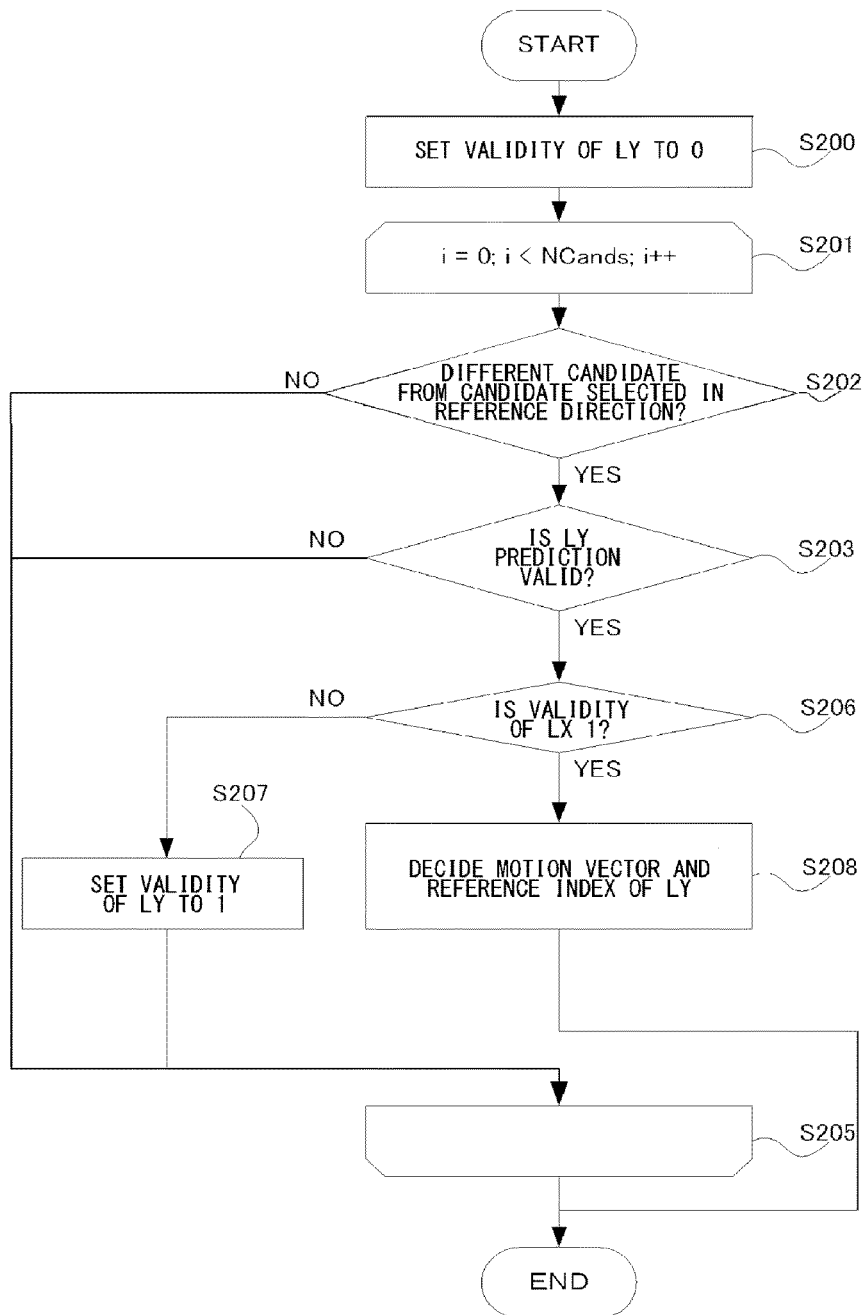 START
SET VALIDITY OF LY TO 0
S200
i = 0; i < NCands; i++
S201
DIFFERENT CANDIDATE
FROM CANDIDATE SELECTED IN
REFERENCE DIRECTION?
S202
NO
YES
IS LY
PREDICTION
VALID?
S203
NO
YES
IS VALIDITY
OF LX 1?
S206
NO
YES
S207
SET VALIDITY
OF LY TO 1
DECIDE MOTION VECTOR AND
REFERENCE INDEX OF LY
S208
S205
END